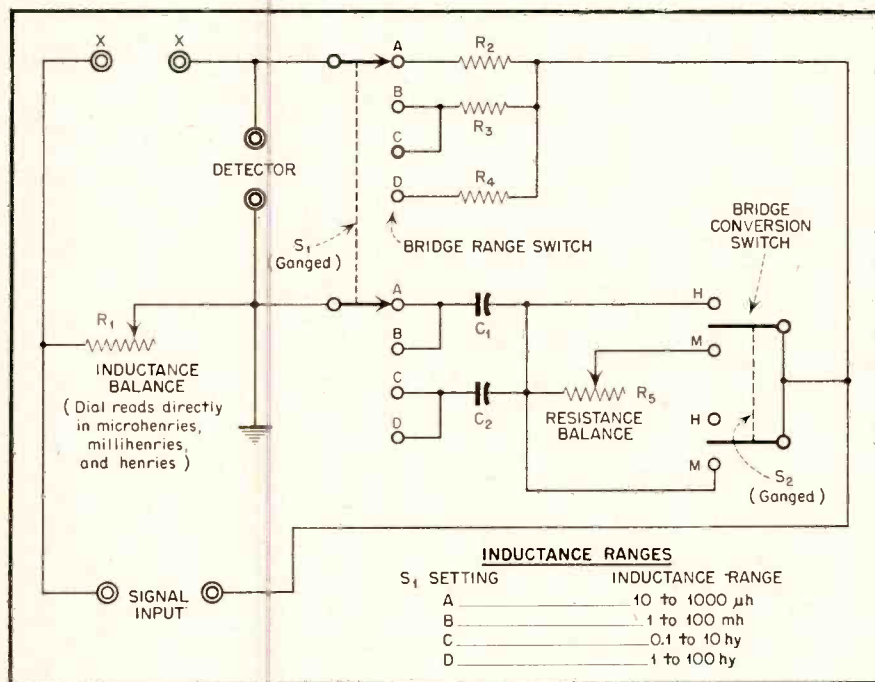 X X
A R2
B
R3
C
D R4
DETECTOR
S1
(Ganged)
BRIDGE RANGE SWITCH
BRIDGE
CONVERSION
SWITCH
A
C1
B
C
C2
D
H
M
R5
RESISTANCE
BALANCE
H
M
S2
(Ganged)
R1
INDUCTANCE
BALANCE
(Dial reads directly
in microhenries,
millihenries,
and henries)
SIGNAL
INPUT
INDUCTANCE RANGES
S1 SETTING INDUCTANCE RANGE
A 10 to 1000 μh
B 1 to 100 mh
C 0.1 to 10 hy
D 1 to 100 hy